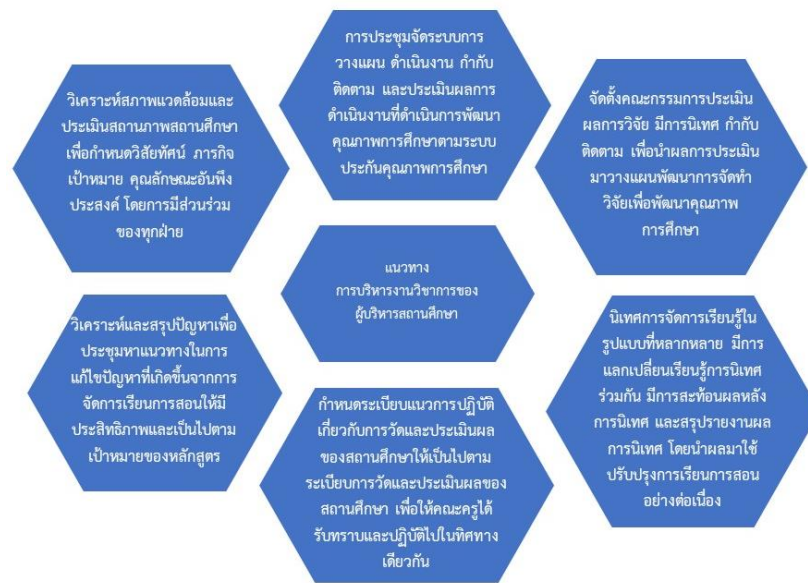 การประชุมจัดระบบการ
วางแผน ดำเนินงาน กำกับ
ติดตาม และประเมินผลการ
ดำเนินงานที่ดำเนินการพัฒนา
คุณภาพการศึกษาตามระบบ
ประกันคุณภาพการศึกษา
วิเคราะห์สภาพแวดล้อมและ
ประเมินสถานภาพสถานศึกษา
เพื่อกำหนดวิสัยทัศน์ ภารกิจ
เป้าหมาย คุณลักษณะอันพึง
ประสงค์ โดยการมีส่วนร่วม
ของทุกฝ่าย
จัดตั้งคณะกรรมการประเมิน
ผลการวิจัย มีการนิเทศ กำกับ
ติดตาม เพื่อนำผลการประเมิน
มาวางแผนพัฒนาการจัดทำ
วิจัยเพื่อพัฒนาคุณภาพ
การศึกษา
แนวทาง
การบริหารงานวิชาการของ
ผู้บริหารสถานศึกษา
วิเคราะห์และสรุปปัญหาเพื่อ
ประชุมหาแนวทางในการ
แก้ไขปัญหาที่เกิดขึ้นจากการ
จัดการเรียนการสอนให้มี
ประสิทธิภาพและเป็นไปตาม
เป้าหมายของหลักสูตร
นิเทศการจัดการเรียนรู้ใน
รูปแบบที่หลากหลาย มีการ
แลกเปลี่ยนเรียนรู้การนิเทศ
ร่วมกัน มีการสะท้อนผลหลัง
การนิเทศ และสรุปรายงานผล
การนิเทศ โดยนำผลมาใช้
ปรับปรุงการเรียนการสอน
อย่างต่อเนื่อง
กำหนดระเบียบแนวการปฏิบัติ
เกี่ยวกับการวัดและประเมินผล
ของสถานศึกษาให้เป็นไปตาม
ระเบียบการวัดและประเมินผลของ
สถานศึกษา เพื่อให้คณะครูได้
รับทราบและปฏิบัติไปในทิศทาง
เดียวกัน